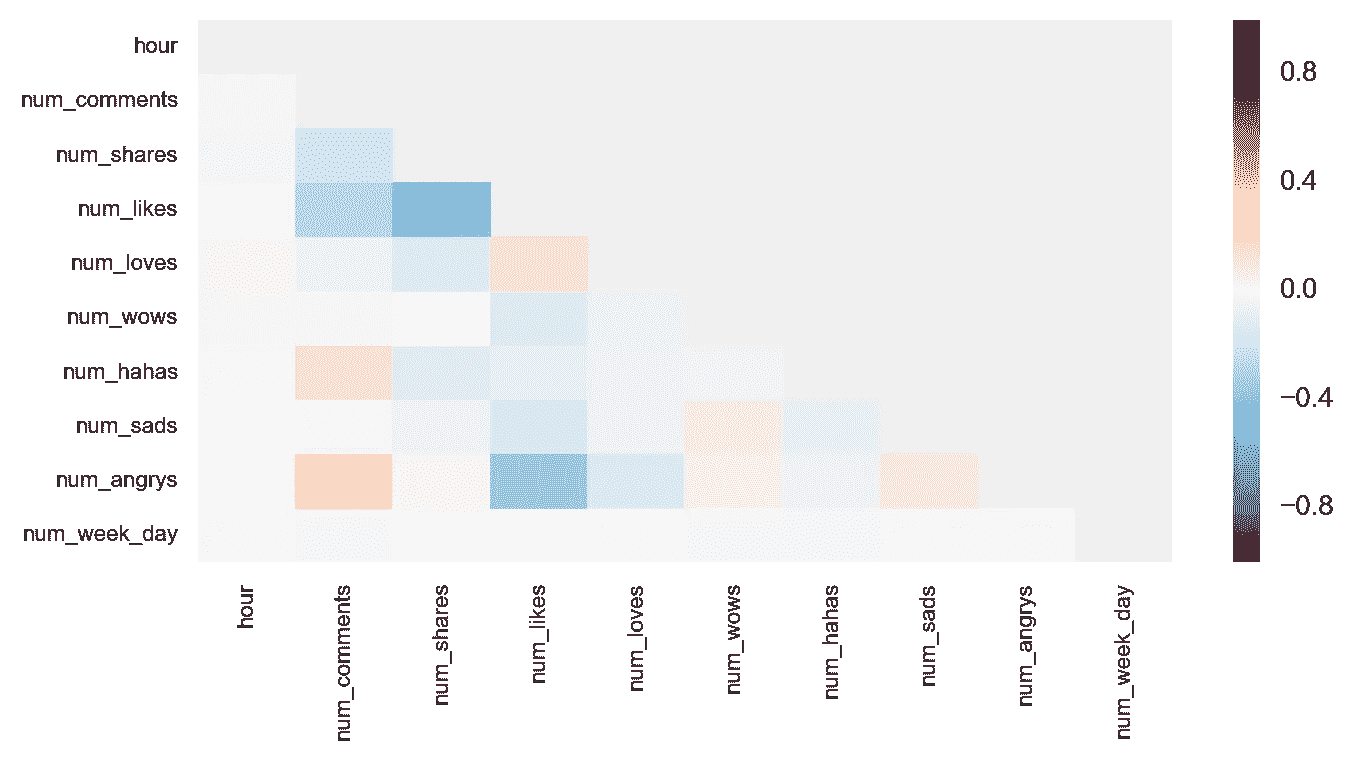 hour
num_comments
num_shares
num_likes
num_loves
num_wows
num_hahas
num_sads
num_angrys
num_week_day
hour
num_comments
num_shares
num_likes
num_loves
num_wows
num_hahas
num_sads
num_angrys
num_week_day
0.8
0.4
0.0
−0.4
−0.8